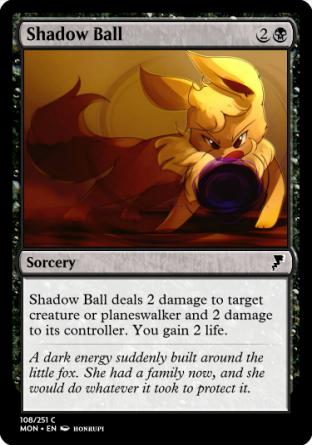 Shadow Ball 2
Sorcery
Shadow Ball deals 2 damage to target
creature or planeswalker and 2 damage
to its controller. You gain 2 life.
A dark energy suddenly built around the
little fox. She had a family now, and she
would do whatever it took to protect it.
108/251 C
MON • EN HONRUPI